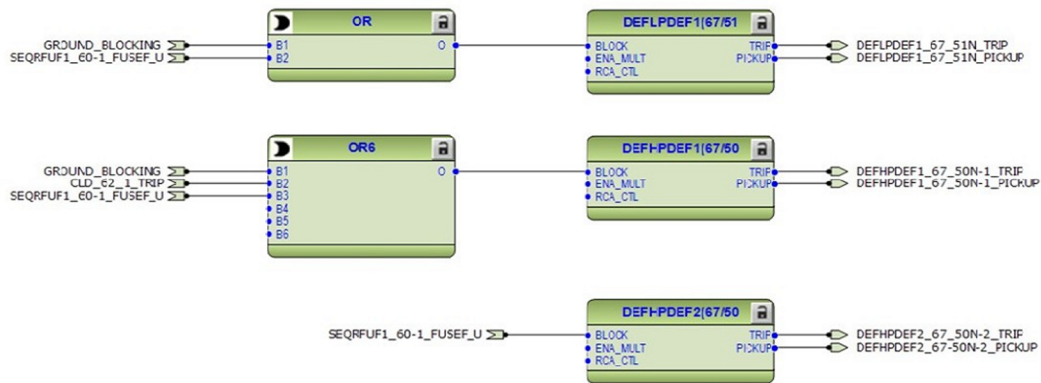 OR
GROUND_BLOCKING B1 O
SEQRFUF1_60-1_FUSEF_U B2
DEFLPDEF1(67/51
BLOCK TRIP DEFLPDEF1_67_51N_TRIP
ENA_MULT PICKUP DEFLPDEF1_67_51N_PICKUP
RCA_CTL
OR6
GROUND_BLOCKING B1 O
CLD_62_1_TRIP B2
SEQRFUF1_60-1_FUSEF_U B3
B4
B5
B6
DEFHPDEF1(67/50
BLOCK TRIP DEFHPDEF1_67_50N-1_TRIP
ENA_MULT PICKUP DEFHPDEF1_67_50N-1_PICKUP
RCA_CTL
DEFHPDEF2(67/50
SEQRFUF1_60-1_FUSEF_U BLOCK TRIP DEFHPDEF2_67_50N-2_TRIP
ENA_MULT PICKUP DEFHPDEF2_67-50N-2_PICKUP
RCA_CTL